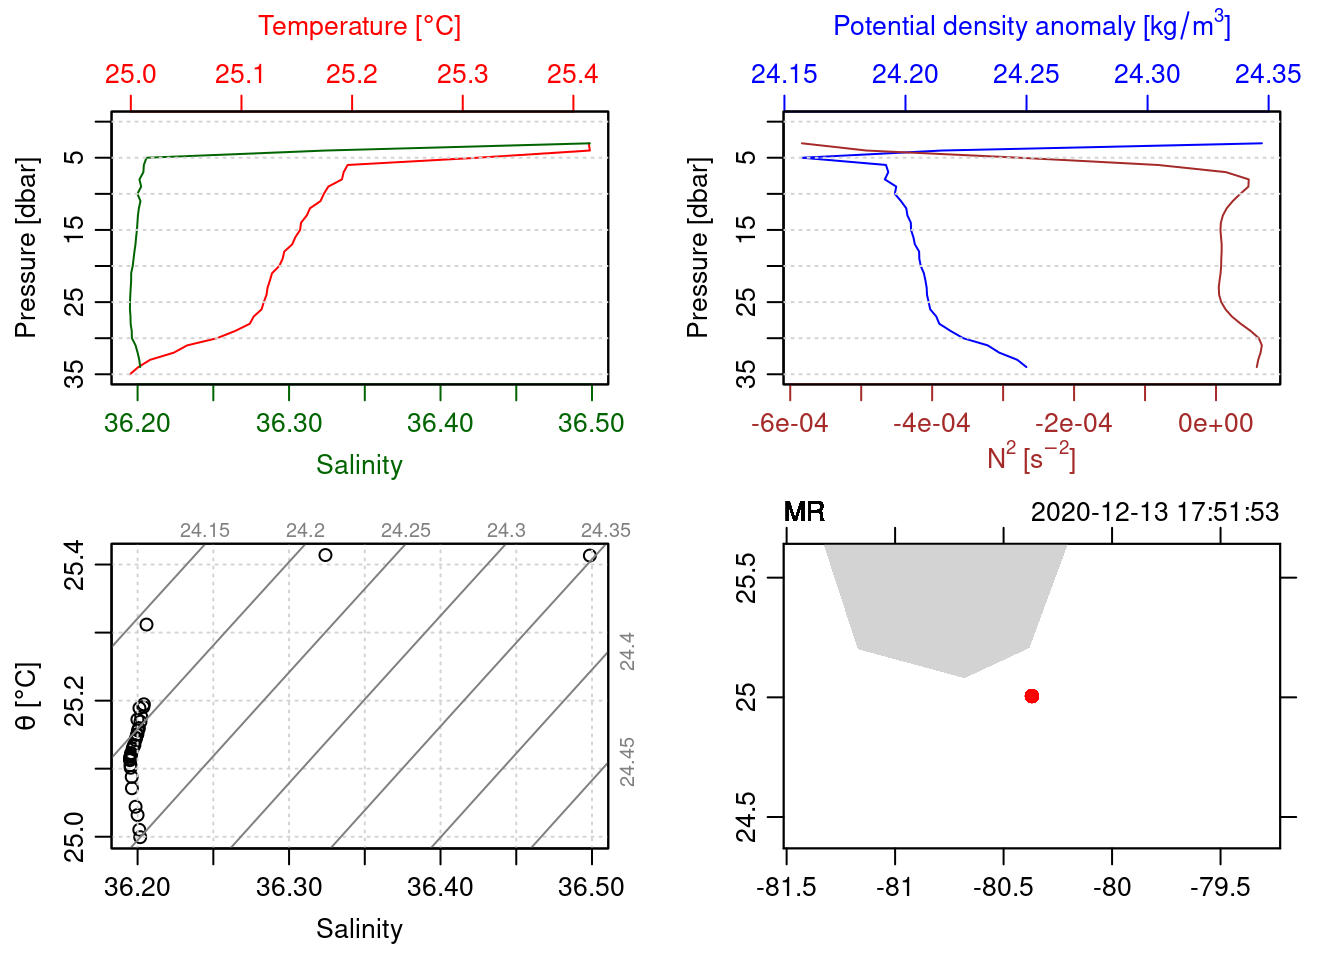 Temperature [°C]
25.0 25.1 25.2 25.3 25.4
Pressure [dbar]
5
15
25
35
36.20 36.30 36.40 36.50
Salinity
Potential density anomaly [kg/m³]
24.15 24.20 24.25 24.30 24.35
Pressure [dbar]
5
15
25
35
-6e-04 -4e-04 -2e-04 0e+00
N² [s⁻²]
24.15 24.2 24.25 24.3 24.35
24.4
24.45
θ [°C]
25.4
25.2
25.0
36.20 36.30 36.40 36.50
Salinity
MR 2020-12-13 17:51:53
25.5
25
24.5
-81.5 -81 -80.5 -80 -79.5